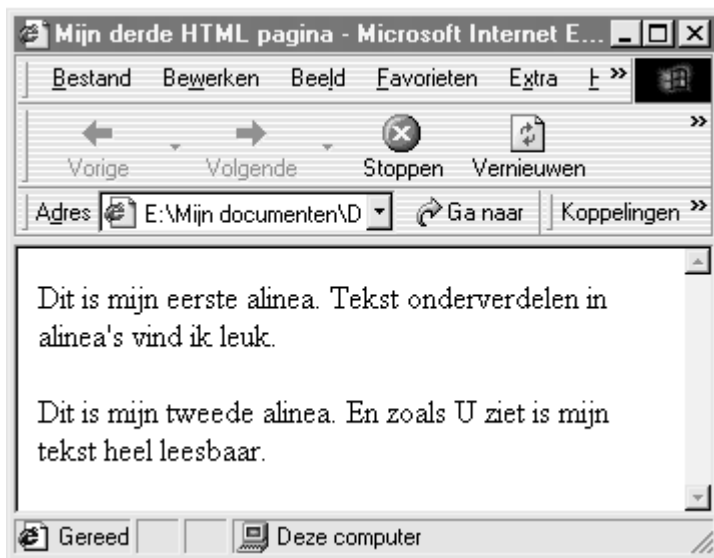 Mijn derde HTML pagina - Microsoft Internet E...
Bestand Bewerken Beeld Favorieten Extra H »
Vorige Volgende Stoppen Vernieuwen »
Adres E:\Mijn documenten\D Ga naar Koppelingen »
Dit is mijn eerste alinea. Tekst onderverdelen in
alinea's vind ik leuk.
Dit is mijn tweede alinea. En zoals U ziet is mijn
tekst heel leesbaar.
Gereed Deze computer